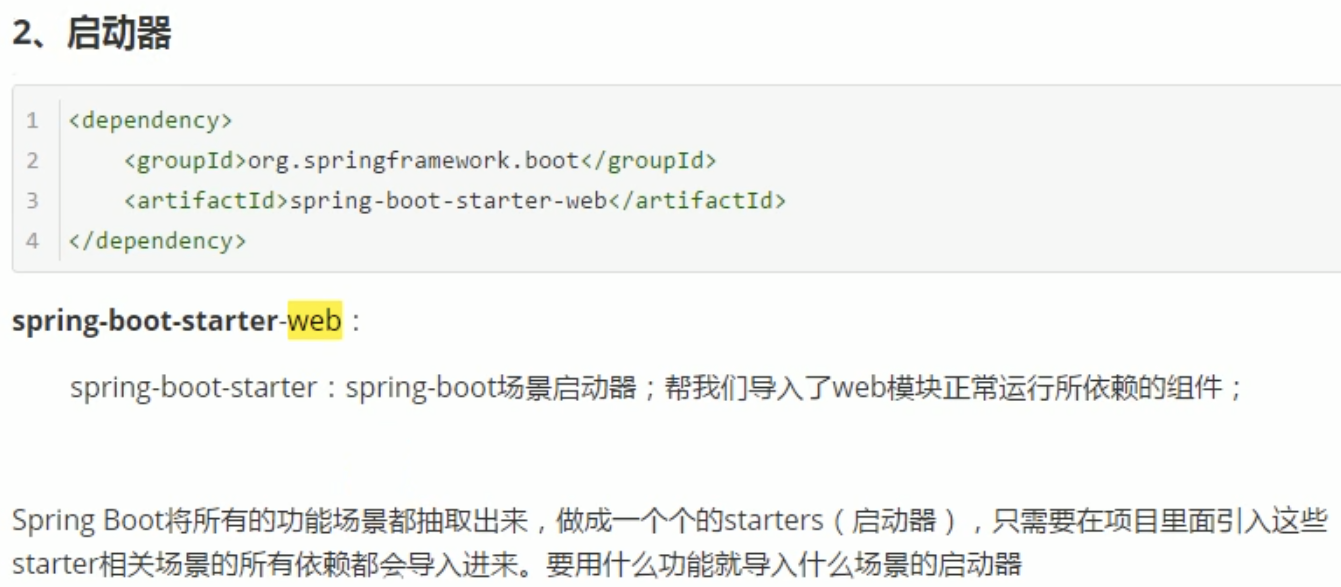 2、启动器
1 <dependency>
2     <groupId>org.springframework.boot</groupId>
3     <artifactId>spring-boot-starter-web</artifactId>
4 </dependency>
spring-boot-starter-web：
spring-boot-starter：spring-boot场景启动器；帮我们导入了web模块正常运行所依赖的组件；
Spring Boot将所有的功能场景都抽取出来，做成一个个的starters（启动器），只需要在项目里面引入这些
starter相关场景的所有依赖都会导入进来。要用什么功能就导入什么场景的启动器